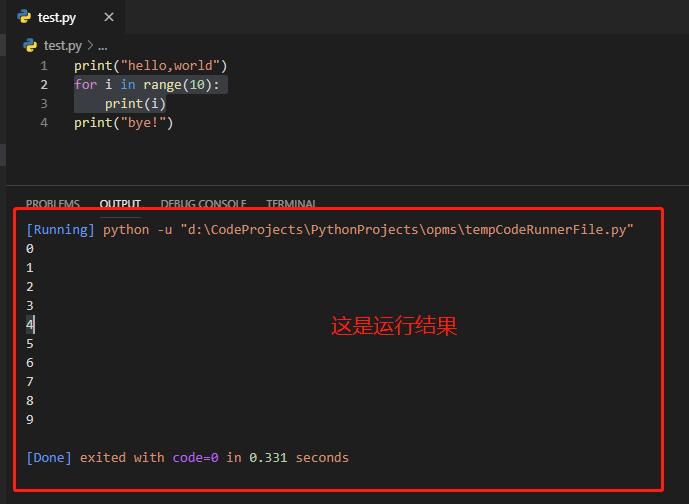 test.py
test.py > ...
1 print("hello,world")
2 for i in range(10):
3     print(i)
4 print("bye!")
PROBLEMS OUTPUT DEBUG CONSOLE TERMINAL
[Running] python -u "d:\CodeProjects\PythonProjects\opms\tempCodeRunnerFile.py"
0
1
2
3
4
这是运行结果
5
6
7
8
9
[Done] exited with code=0 in 0.331 seconds